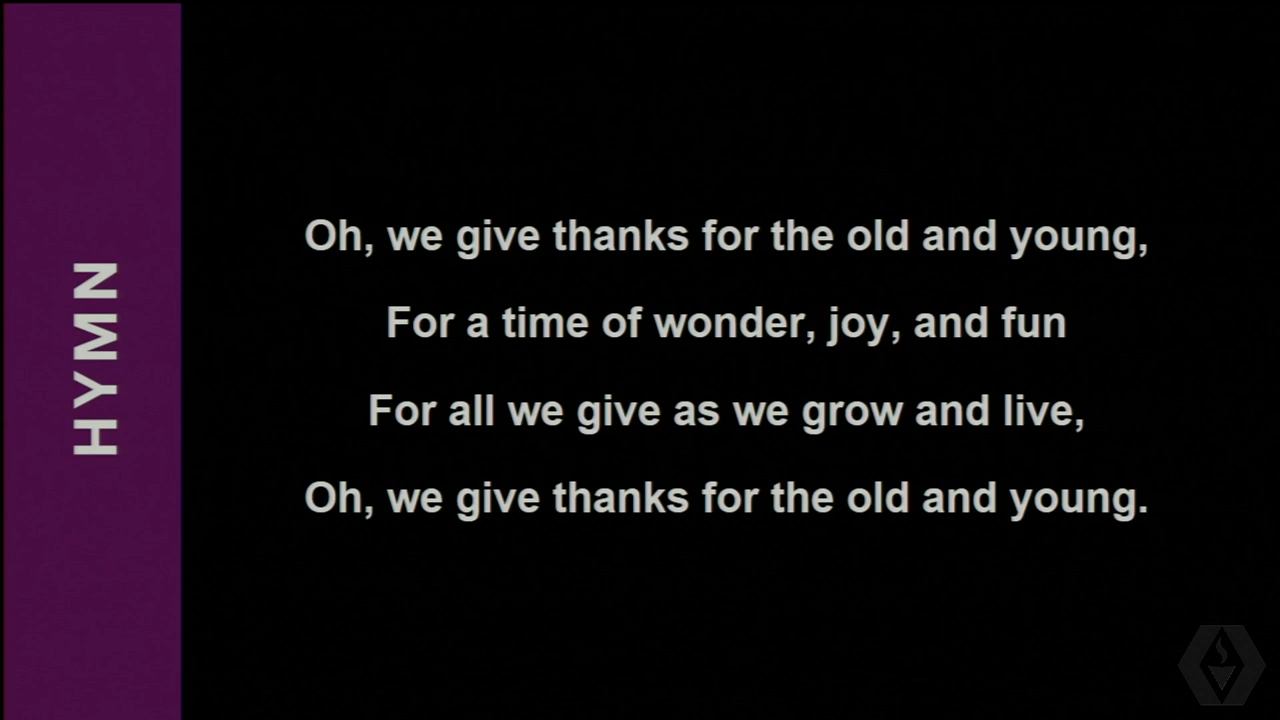 HYMN
Oh, we give thanks for the old and young,
For a time of wonder, joy, and fun
For all we give as we grow and live,
Oh, we give thanks for the old and young.